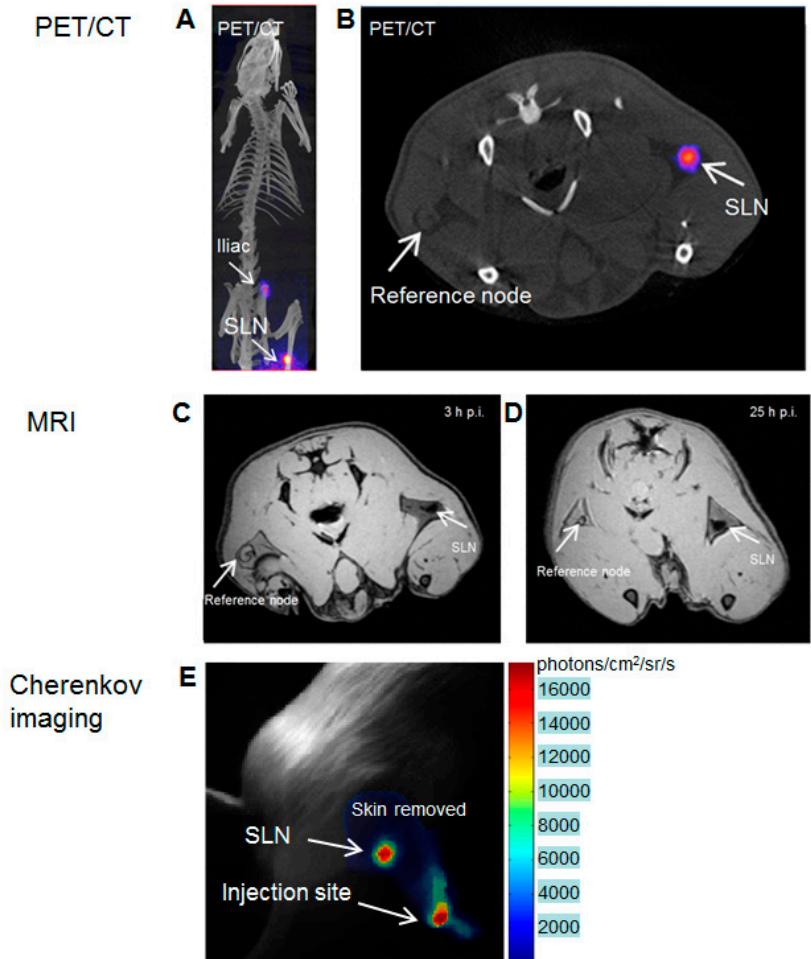 PET/CT
A
PET/CT
Iliac
SLN
B
PET/CT
SLN
Reference node
MRI
C
3 h p.i.
SLN
Reference node
D
25 h p.i.
Reference node
SLN
Cherenkov
imaging
E
Skin removed
SLN
Injection site
photons/cm²/sr/s
16000
14000
12000
10000
8000
6000
4000
2000